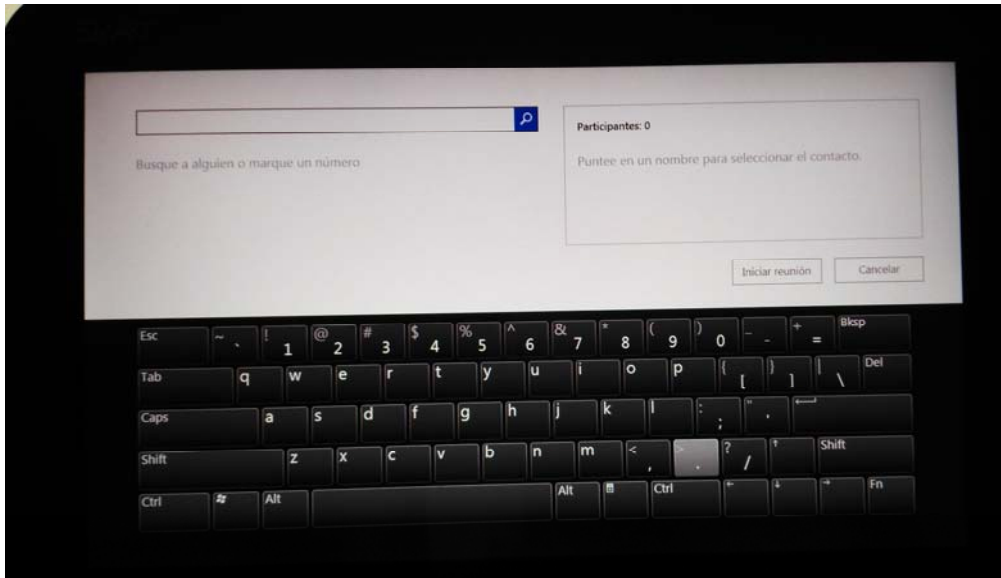 Participantes: 0
Busque a alguien o marque un número
Puntee en un nombre para seleccionar el contacto.
Iniciar reunión Cancelar
Esc ~ ` ! 1 @ 2 # 3 $ 4 % 5 ^ 6 & 7 * 8 ( 9 ) 0 _ - + = Bksp
Tab q w e r t y u i o p { [ } ] | \ Del
Caps a s d f g h j k l : ; " '
Shift z x c v b n m < , > . ? / ↑ Shift
Ctrl Alt Alt Ctrl ← ↓ → Fn